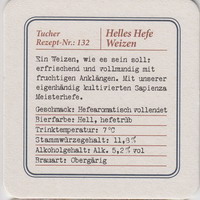 Tucher
Rezept-Nr.: 132
Helles Hefe
Weizen
Ein Weizen, wie es sein soll:
erfrischend und vollmundig mit
fruchtigen Anklängen. Mit unserer
eigenhändig kultivierten Sapienza
Meisterhefe.
Geschmack: Hefearomatisch vollendet
Bierfarbe: Hell, hefetrüb
Trinktemperatur: 7°C
Stammwürzegehalt: 11,8%
Alkoholgehalt: Alk. 5,2% vol
Brauart: Obergärig